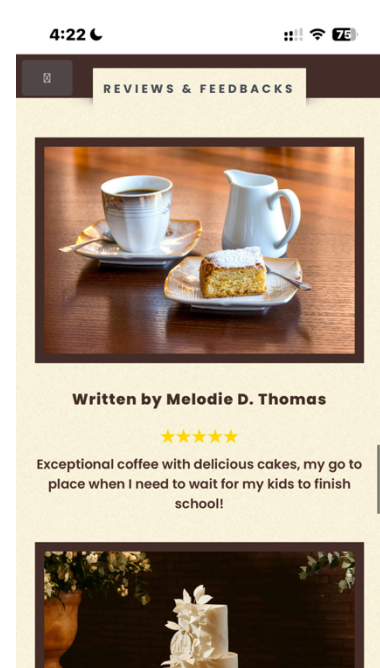 4:22
75
REVIEWS & FEEDBACKS
Written by Melodie D. Thomas
★★★★★
Exceptional coffee with delicious cakes, my go to
place when I need to wait for my kids to finish
school!